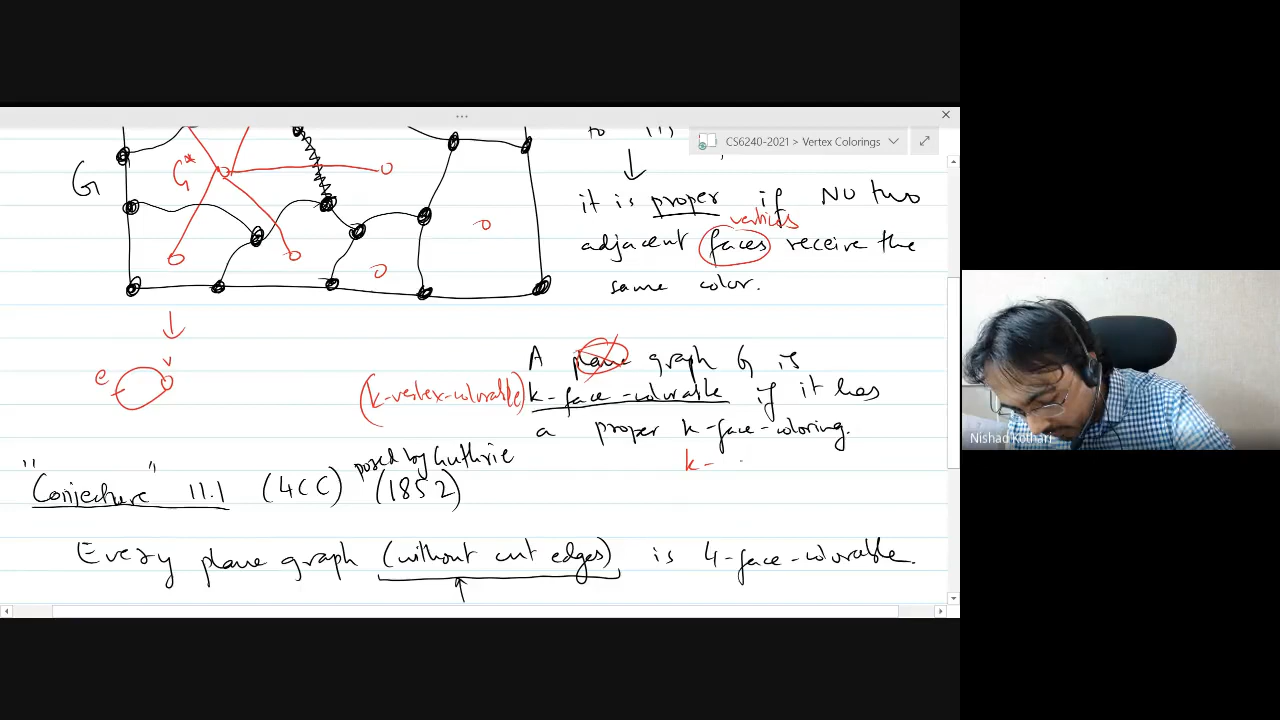 CS6240-2021 > Vertex Colorings
to (1)
it is proper if NO two
vertices
adjacent faces receive the
same color.
G
G*
e
v
A plane graph G is
(k-vertex-colorable)
k-face-colorable if it has
a proper k-face-coloring.
k-
posed by Guthrie
"Conjecture" 11.1 (4CC) (1852)
Every plane graph (without cut edges) is 4-face-colorable.
Nishad Kothari